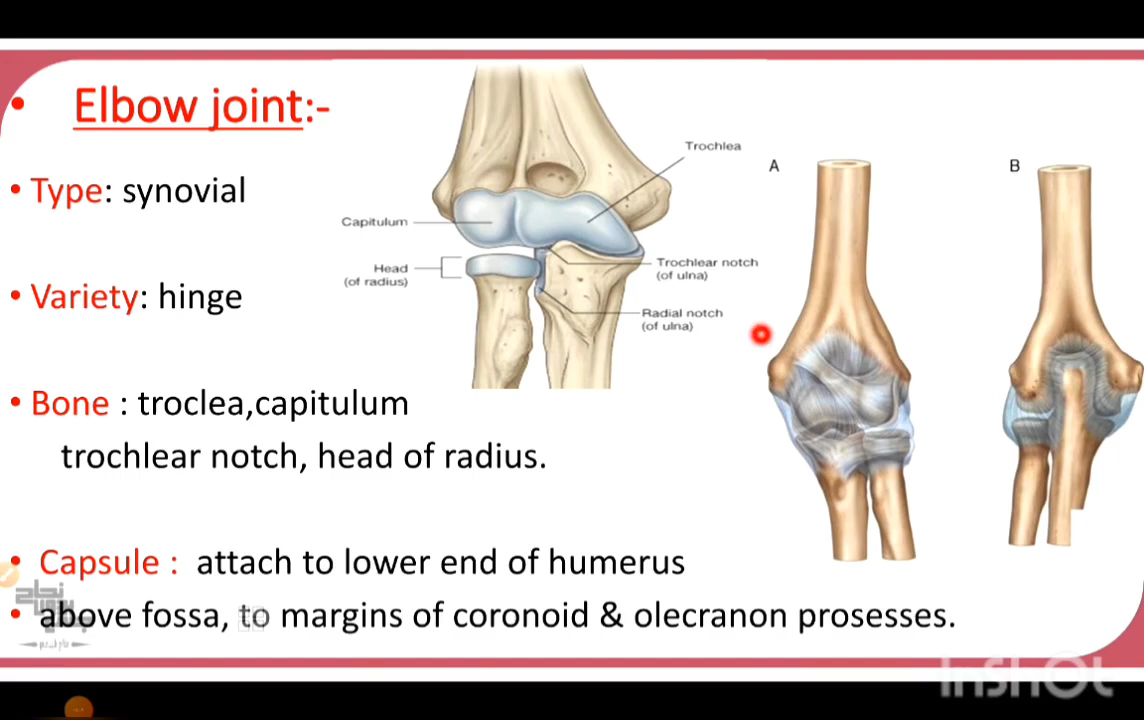 • Elbow joint:-
• Type: synovial
• Variety: hinge
• Bone : troclea,capitulum
trochlear notch, head of radius.
• Capsule : attach to lower end of humerus
• above fossa, to margins of coronoid & olecranon prosesses.
Trochlea
Capitulum
Head
(of radius)
Trochlear notch
(of ulna)
Radial notch
(of ulna)
A
B
نجاح
InShOt